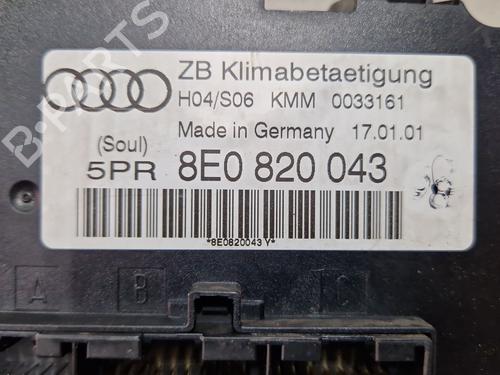 ZB Klimabetaetigung
H04/S06 KMM 0033161
Made in Germany 17.01.01
(Soul)
5PR 8E0 820 043
*8E0820043 Y*
A B C
B-PARTS